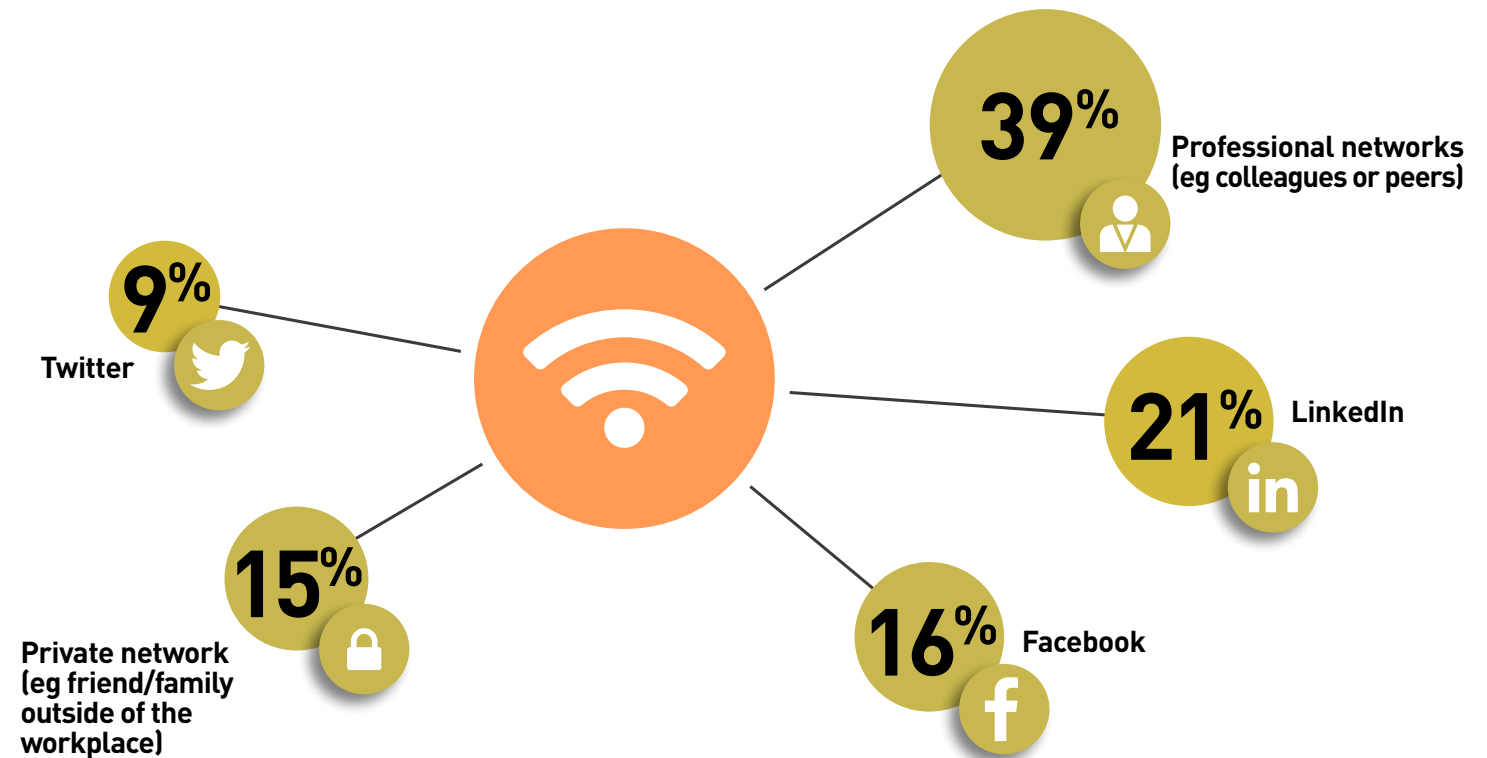 39%
Professional networks
(eg colleagues or peers)
9%
Twitter
21%
LinkedIn
in
15%
Private network
(eg friend/family
outside of the
workplace)
16%
Facebook
f